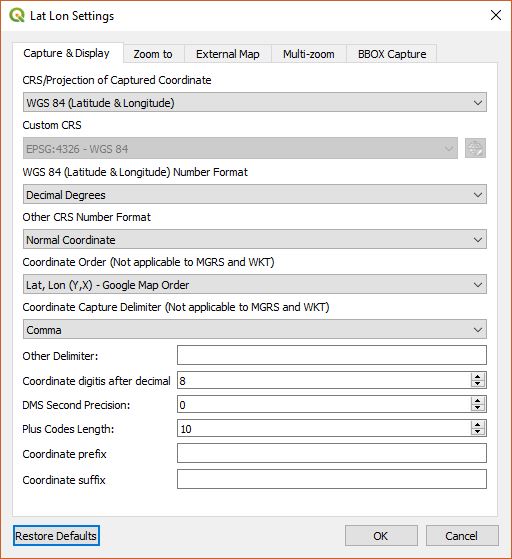 Lat Lon Settings
Capture & Display Zoom to External Map Multi-zoom BBOX Capture
CRS/Projection of Captured Coordinate
WGS 84 (Latitude & Longitude)
Custom CRS
EPSG:4326 - WGS 84
WGS 84 (Latitude & Longitude) Number Format
Decimal Degrees
Other CRS Number Format
Normal Coordinate
Coordinate Order (Not applicable to MGRS and WKT)
Lat, Lon (Y,X) - Google Map Order
Coordinate Capture Delimiter (Not applicable to MGRS and WKT)
Comma
Other Delimiter:
Coordinate digitis after decimal 8
DMS Second Precision: 0
Plus Codes Length: 10
Coordinate prefix
Coordinate suffix
Restore Defaults OK Cancel